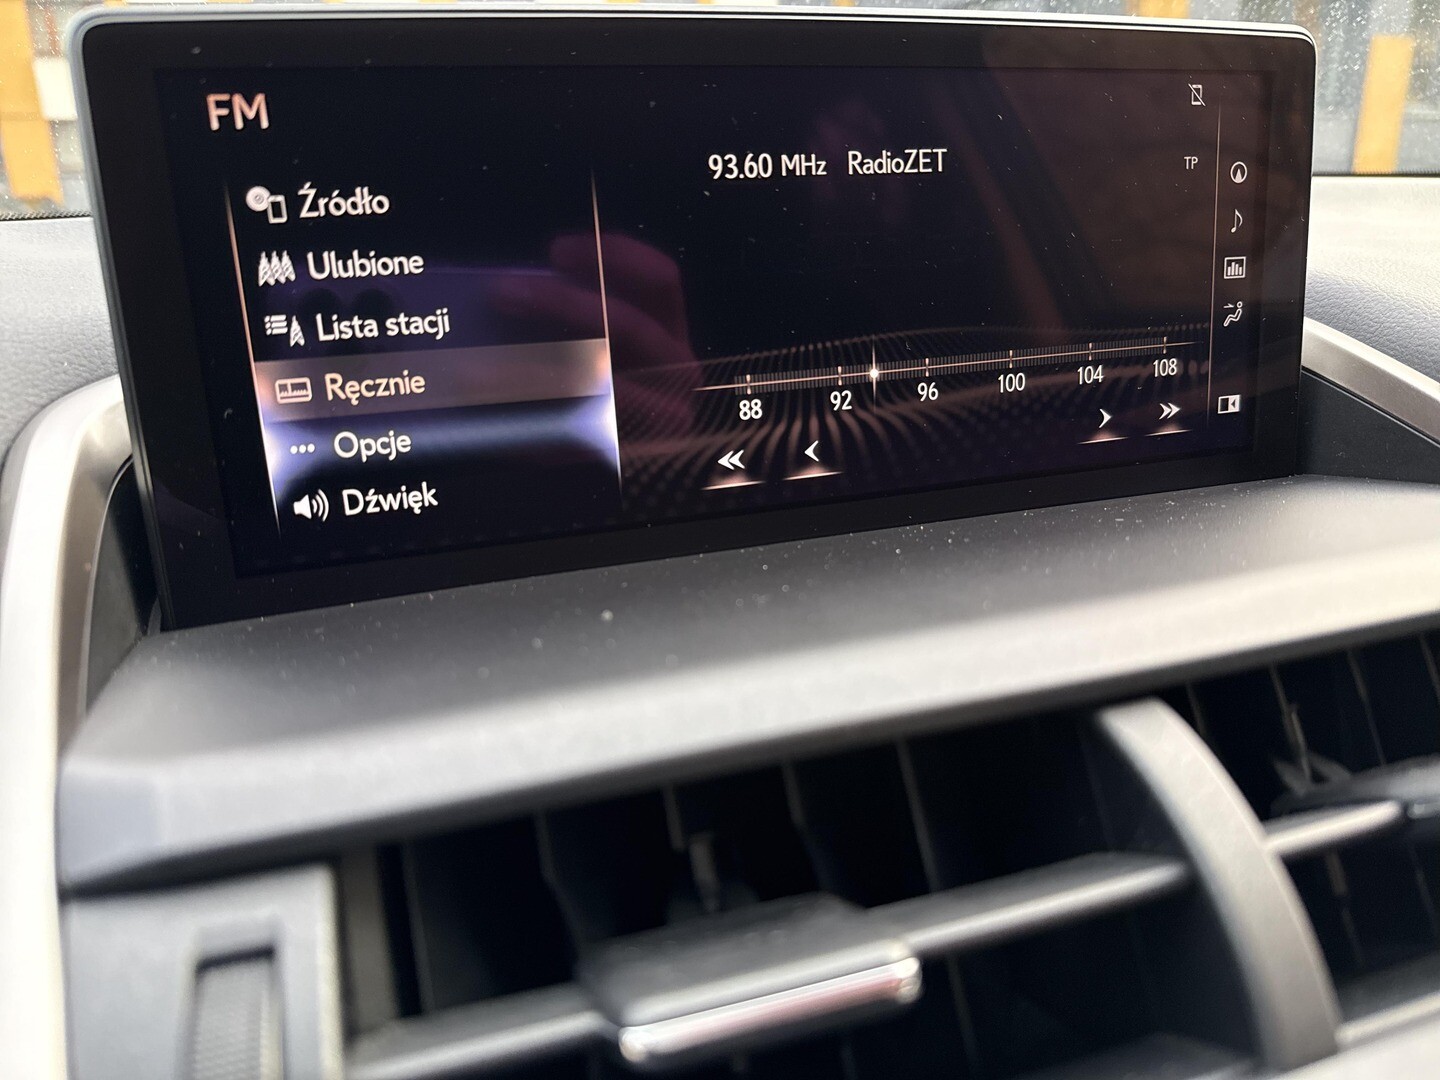 FM
93.60 MHz RadioZET
TP
Źródło
Ulubione
Lista stacji
Ręcznie
Opcje
Dźwięk
88 92 96 100 104 108